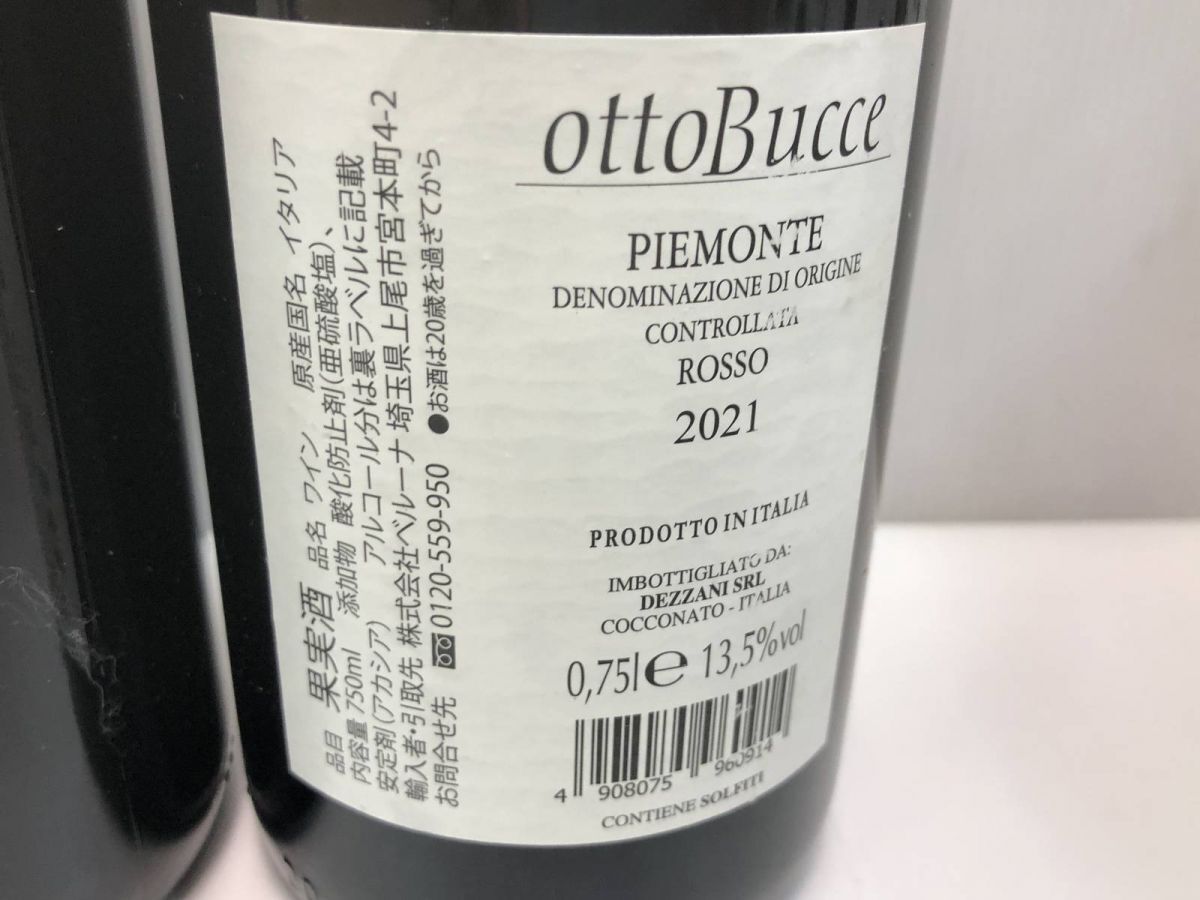 ottoBucce
PIEMONTE
DENOMINAZIONE DI ORIGINE
CONTROLLATA
ROSSO
2021
PRODOTTO IN ITALIA
IMBOTTIGLIATO DA:
DEZZANI SRL
COCCONATO - ITALIA
0,75l e 13,5%vol
4 908075 960914
CONTIENE SOLFITI
品目 果実酒 品名 ワイン 原産国名 イタリア
内容量 750ml 添加物 酸化防止剤(亜硫酸塩)、
安定剤(アカシア) アルコール分は裏ラベルに記載
輸入者・引取先 株式会社ベルーナ 埼玉県上尾市宮本町4-2
お問合せ先 0120-559-950 ●お酒は20歳を過ぎてから